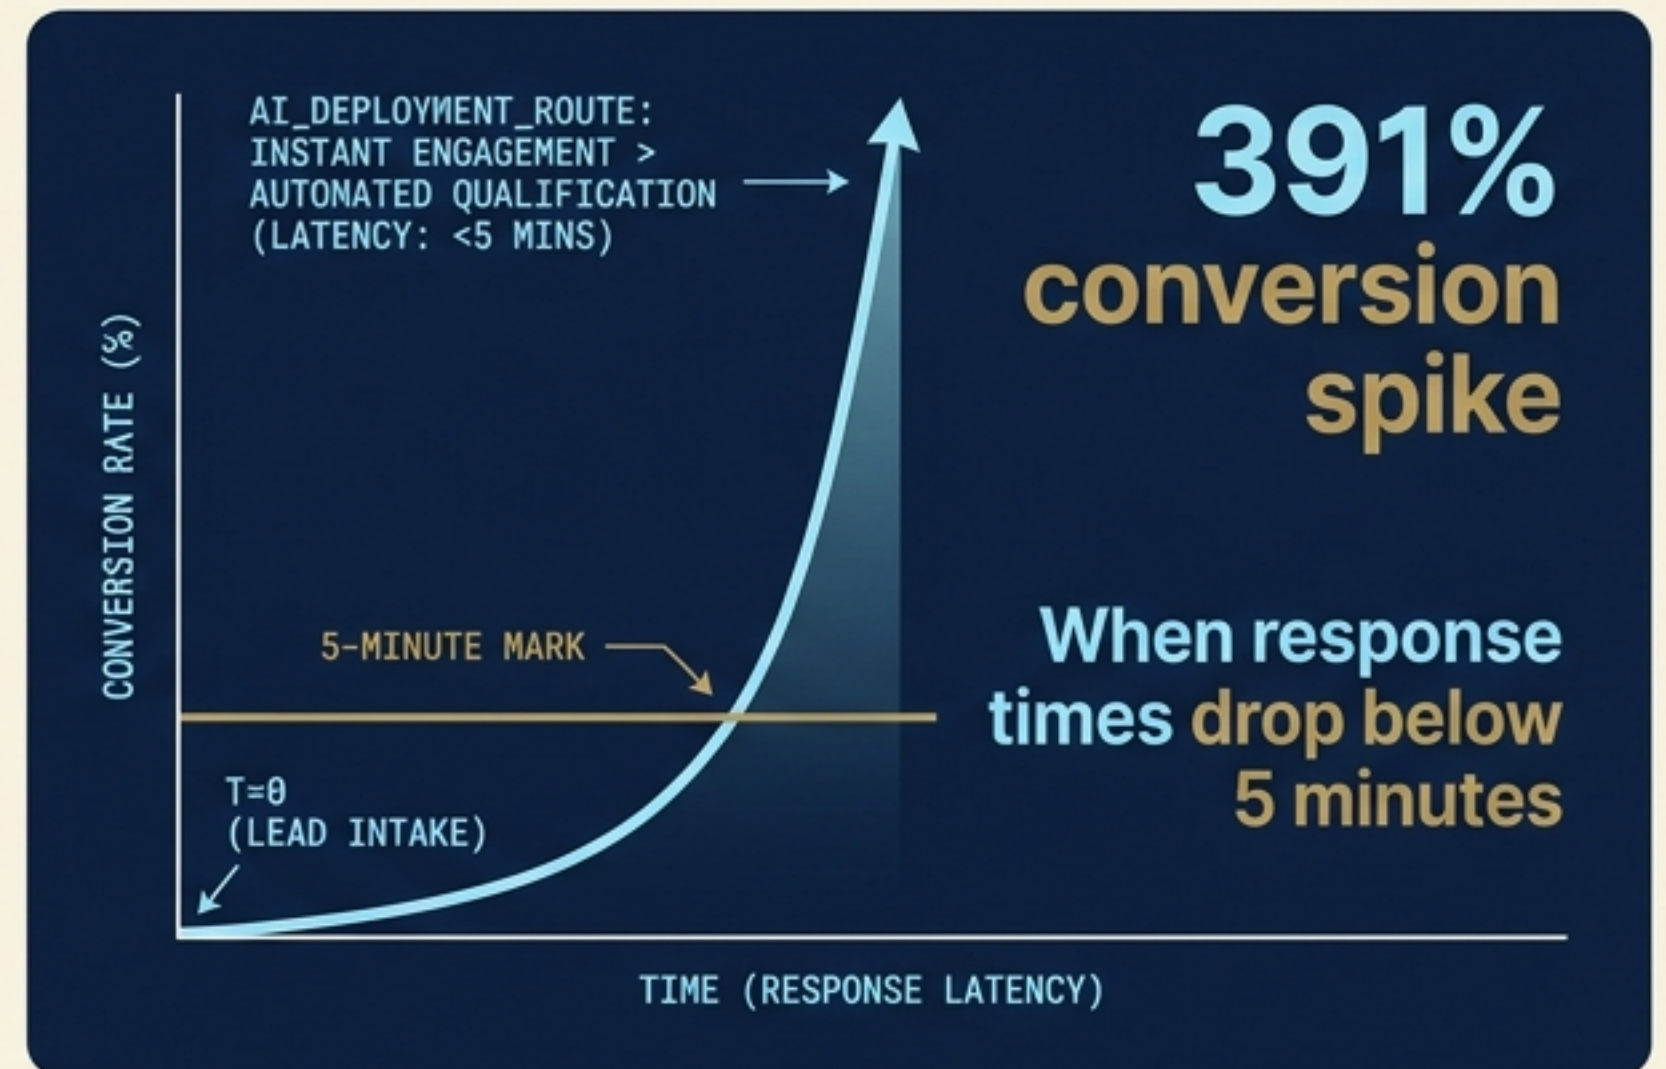 AI_DEPLOYMENT_ROUTE:
INSTANT ENGAGEMENT >
AUTOMATED QUALIFICATION
(LATENCY: <5 MINS)
391%
conversion
spike
CONVERSION RATE (%)
5-MINUTE MARK
When response
times drop below
5 minutes
T=0
(LEAD INTAKE)
TIME (RESPONSE LATENCY)